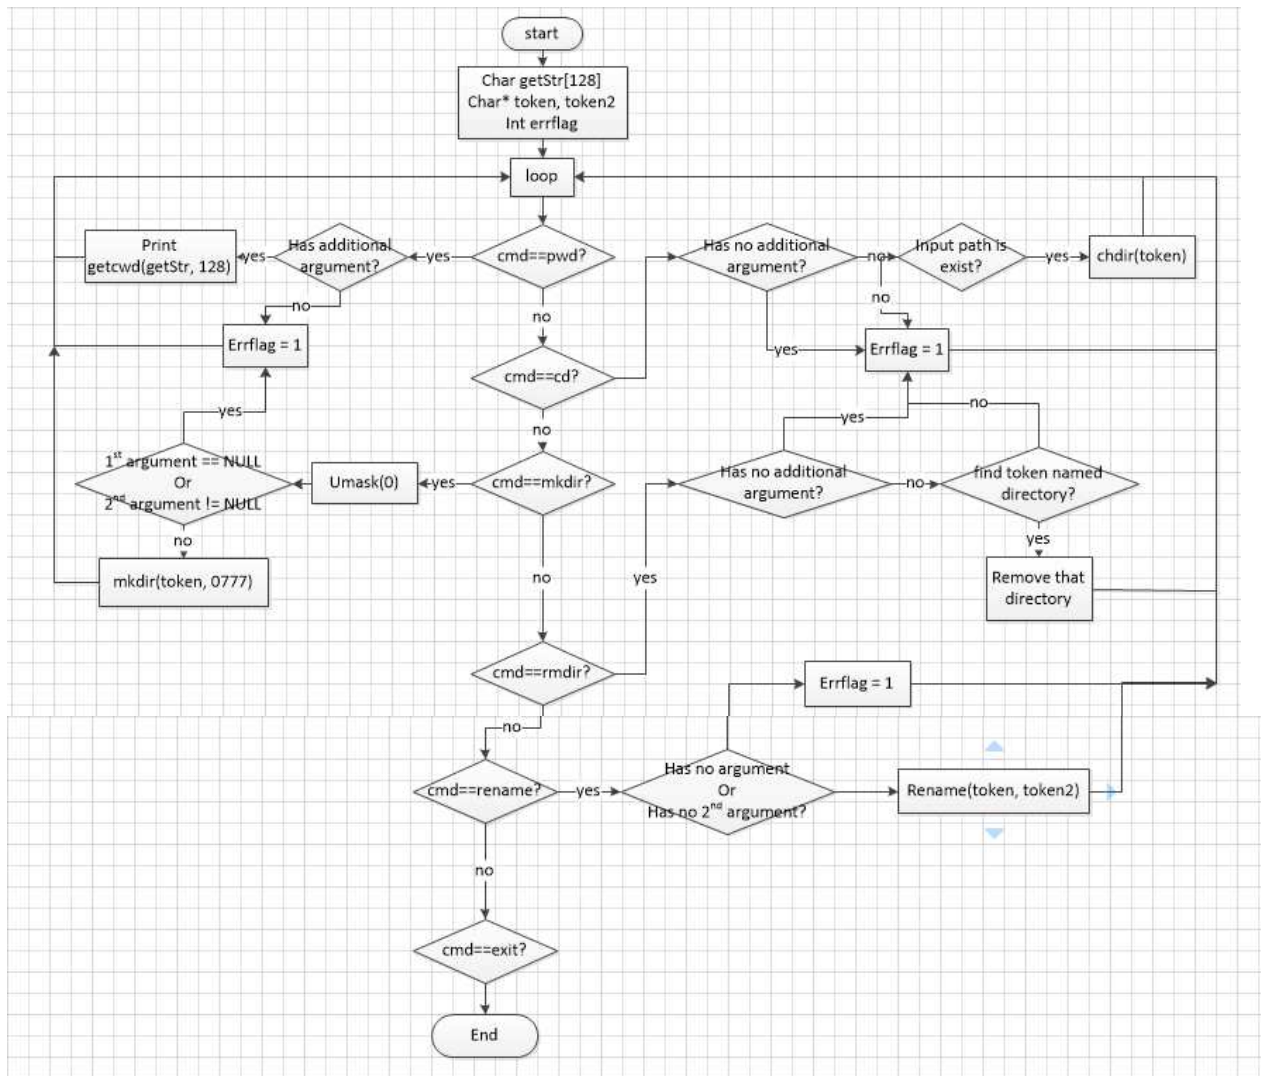 start
Char getStr[128]
Char* token, token2
Int errflag
loop
Print
getcwd(getStr, 128)
yes
Has additional
argument?
yes
cmd==pwd?
Has no additional
argument?
no
Input path is
exist?
yes
chdir(token)
no
no
no
Errflag = 1
yes
Errflag = 1
cmd==cd?
yes
no
yes
no
1st argument == NULL
Or
2nd argument != NULL
Umask(0)
yes
cmd==mkdir?
Has no additional
argument?
no
find token named
directory?
no
yes
mkdir(token, 0777)
no
yes
Remove that
directory
cmd==rmdir?
Errflag = 1
no
cmd==rename?
yes
Has no argument
Or
Has no 2nd argument?
Rename(token, token2)
no
cmd==exit?
End